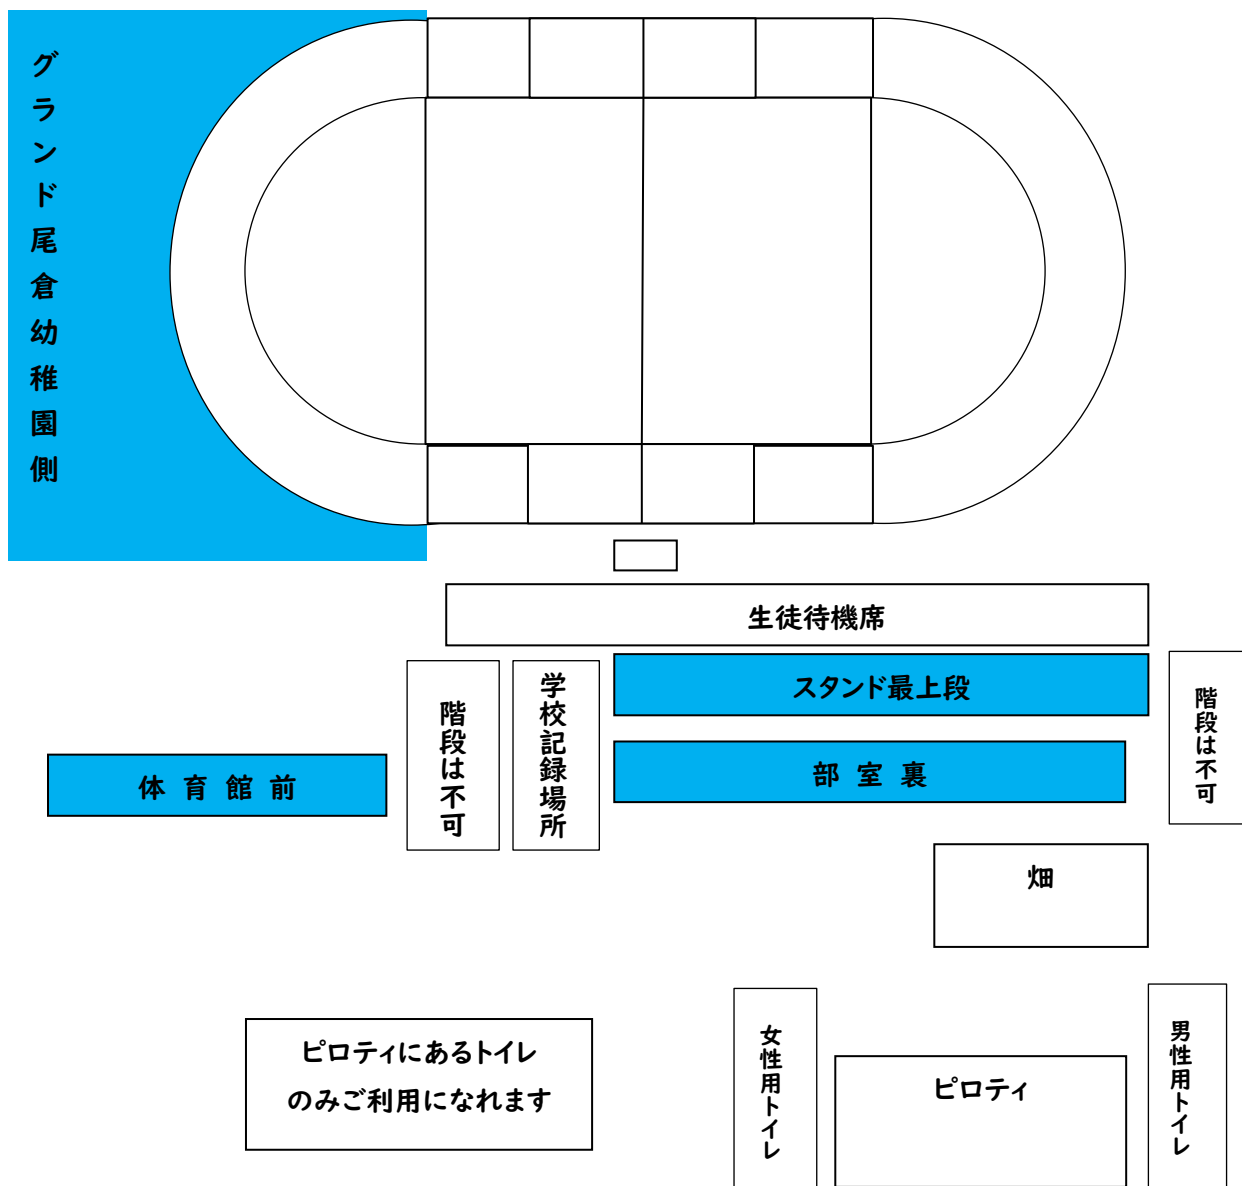 グランド尾倉幼稚園側
生徒待機席
スタンド最上段
階段は不可
学校記録場所
階段は不可
体育館前
部室裏
畑
ピロティにあるトイレ
のみご利用になれます
女性用トイレ
ピロティ
男性用トイレ